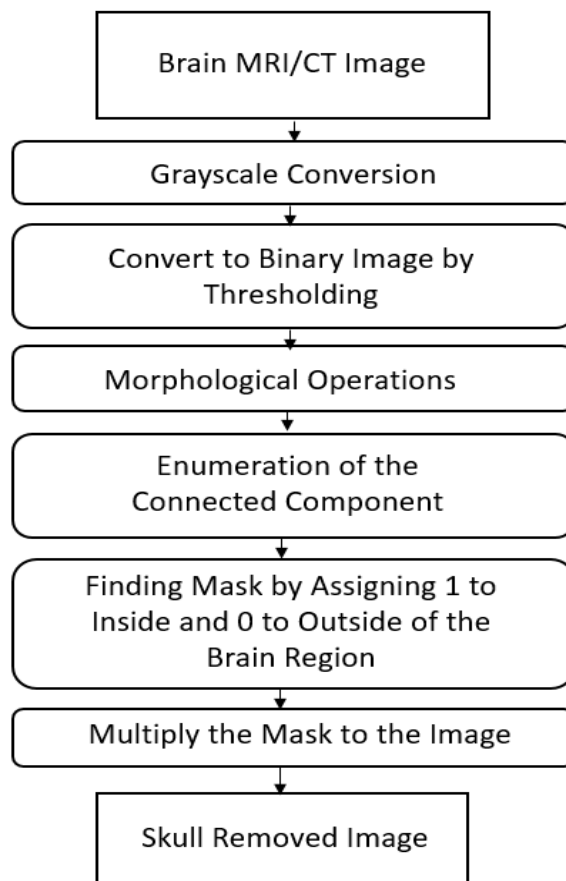 Brain MRI/CT Image
Grayscale Conversion
Convert to Binary Image by
Thresholding
Morphological Operations
Enumeration of the
Connected Component
Finding Mask by Assigning 1 to
Inside and 0 to Outside of the
Brain Region
Multiply the Mask to the Image
Skull Removed Image